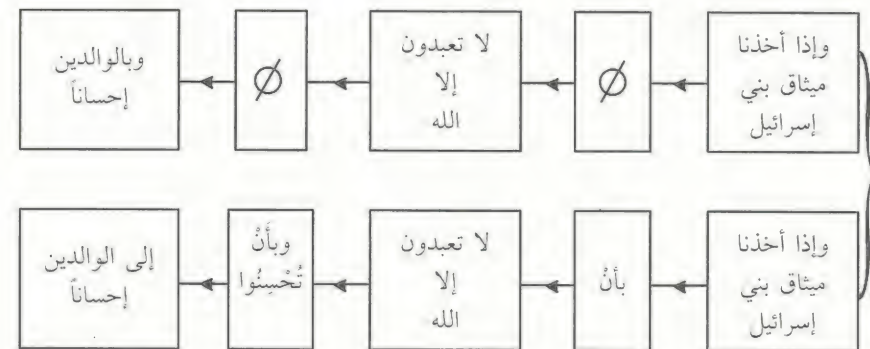 وإذا أخذنا
ميثاق بني
إسرائيل
∅
لا تعبدون
إلا
الله
∅
وبالوالدين
إحساناً
وإذا أخذنا
ميثاق بني
إسرائيل
بأنْ
لا تعبدون
إلا
الله
وبأنْ
تُحْسِنُوا
إلى الوالدين
إحساناً